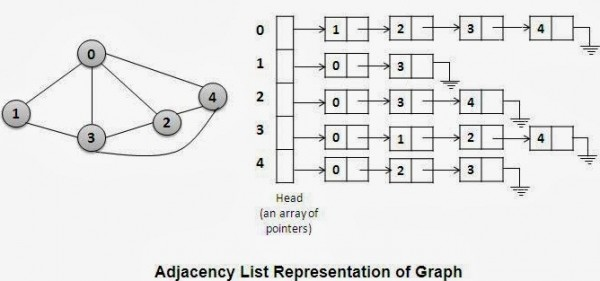 0
1
4
2
3
0 1 2 3 4
1 0 3
2 0 3 4
3 0 1 2 4
4 0 2 3
Head
(an array of
pointers)
Adjacency List Representation of Graph